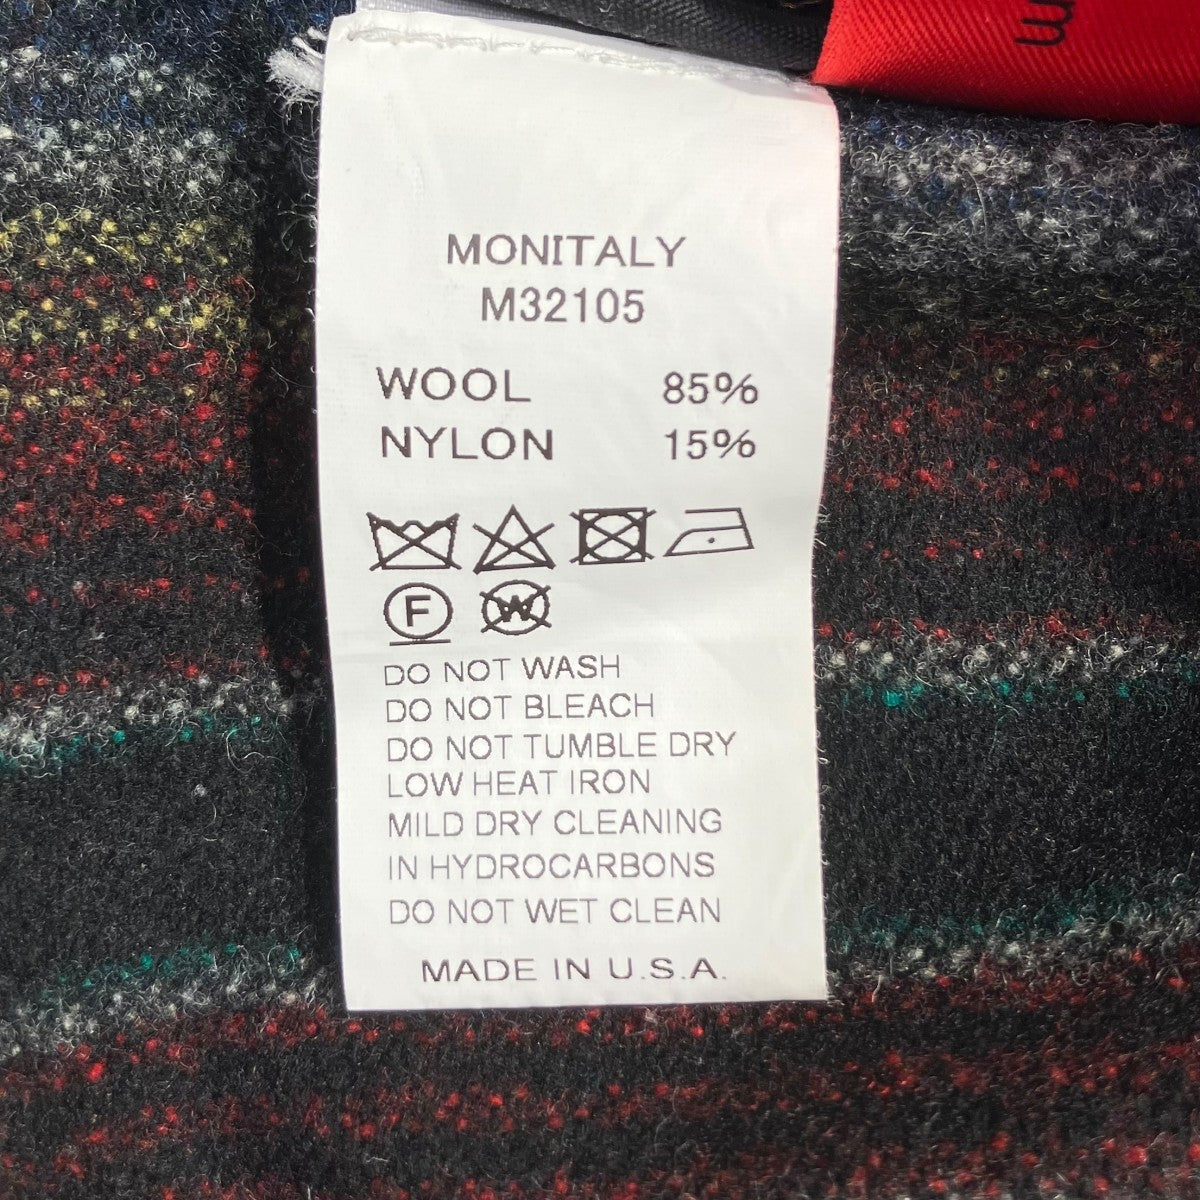 m
MONITALY
M32105
WOOL 85%
NYLON 15%
F W
DO NOT WASH
DO NOT BLEACH
DO NOT TUMBLE DRY
LOW HEAT IRON
MILD DRY CLEANING
IN HYDROCARBONS
DO NOT WET CLEAN
MADE IN U.S.A.